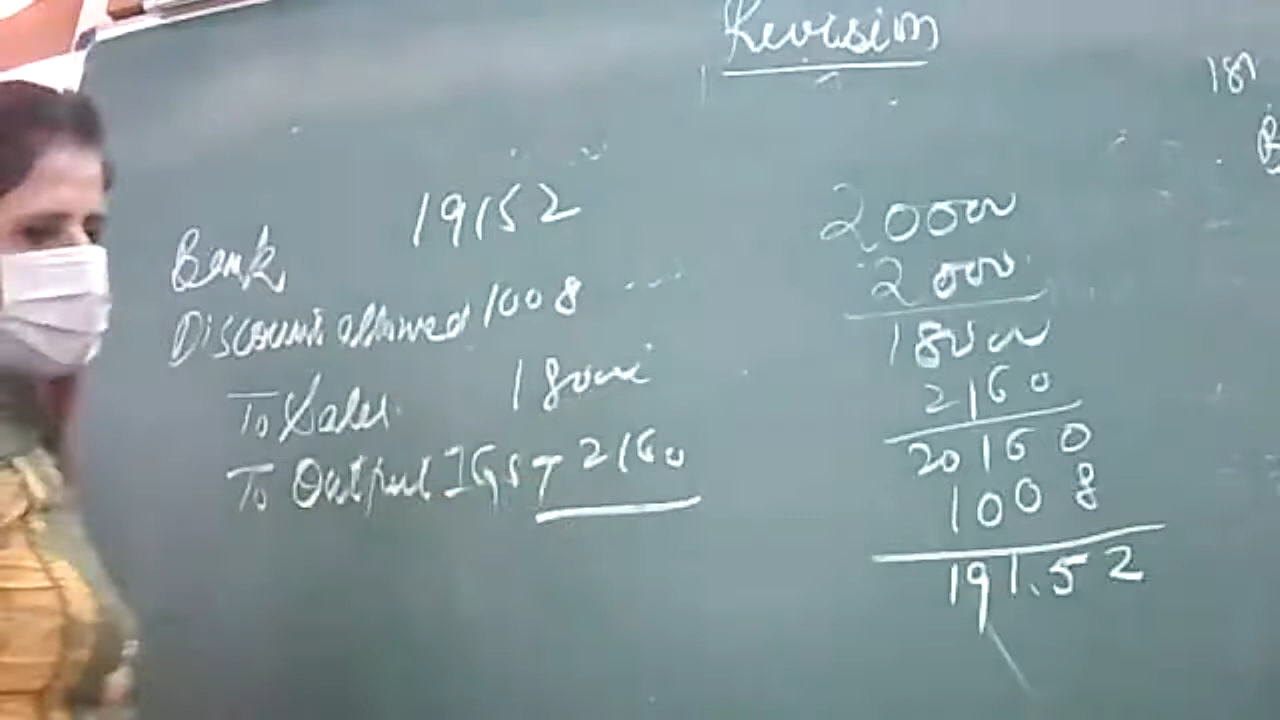 Revision
18
B
Bank 19152
Discount allowed 1008
To Sales 18000
To Output IGST 2160
20000
2000
18000
2160
20160
1008
19152